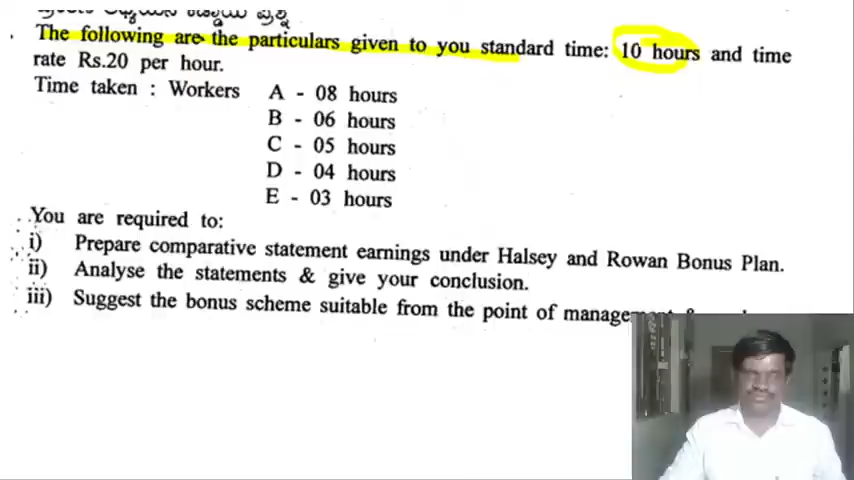 The following are the particulars given to you standard time: 10 hours and time
rate Rs.20 per hour.
Time taken : Workers A - 08 hours
B - 06 hours
C - 05 hours
D - 04 hours
E - 03 hours
You are required to:
i) Prepare comparative statement earnings under Halsey and Rowan Bonus Plan.
ii) Analyse the statements & give your conclusion.
iii) Suggest the bonus scheme suitable from the point of